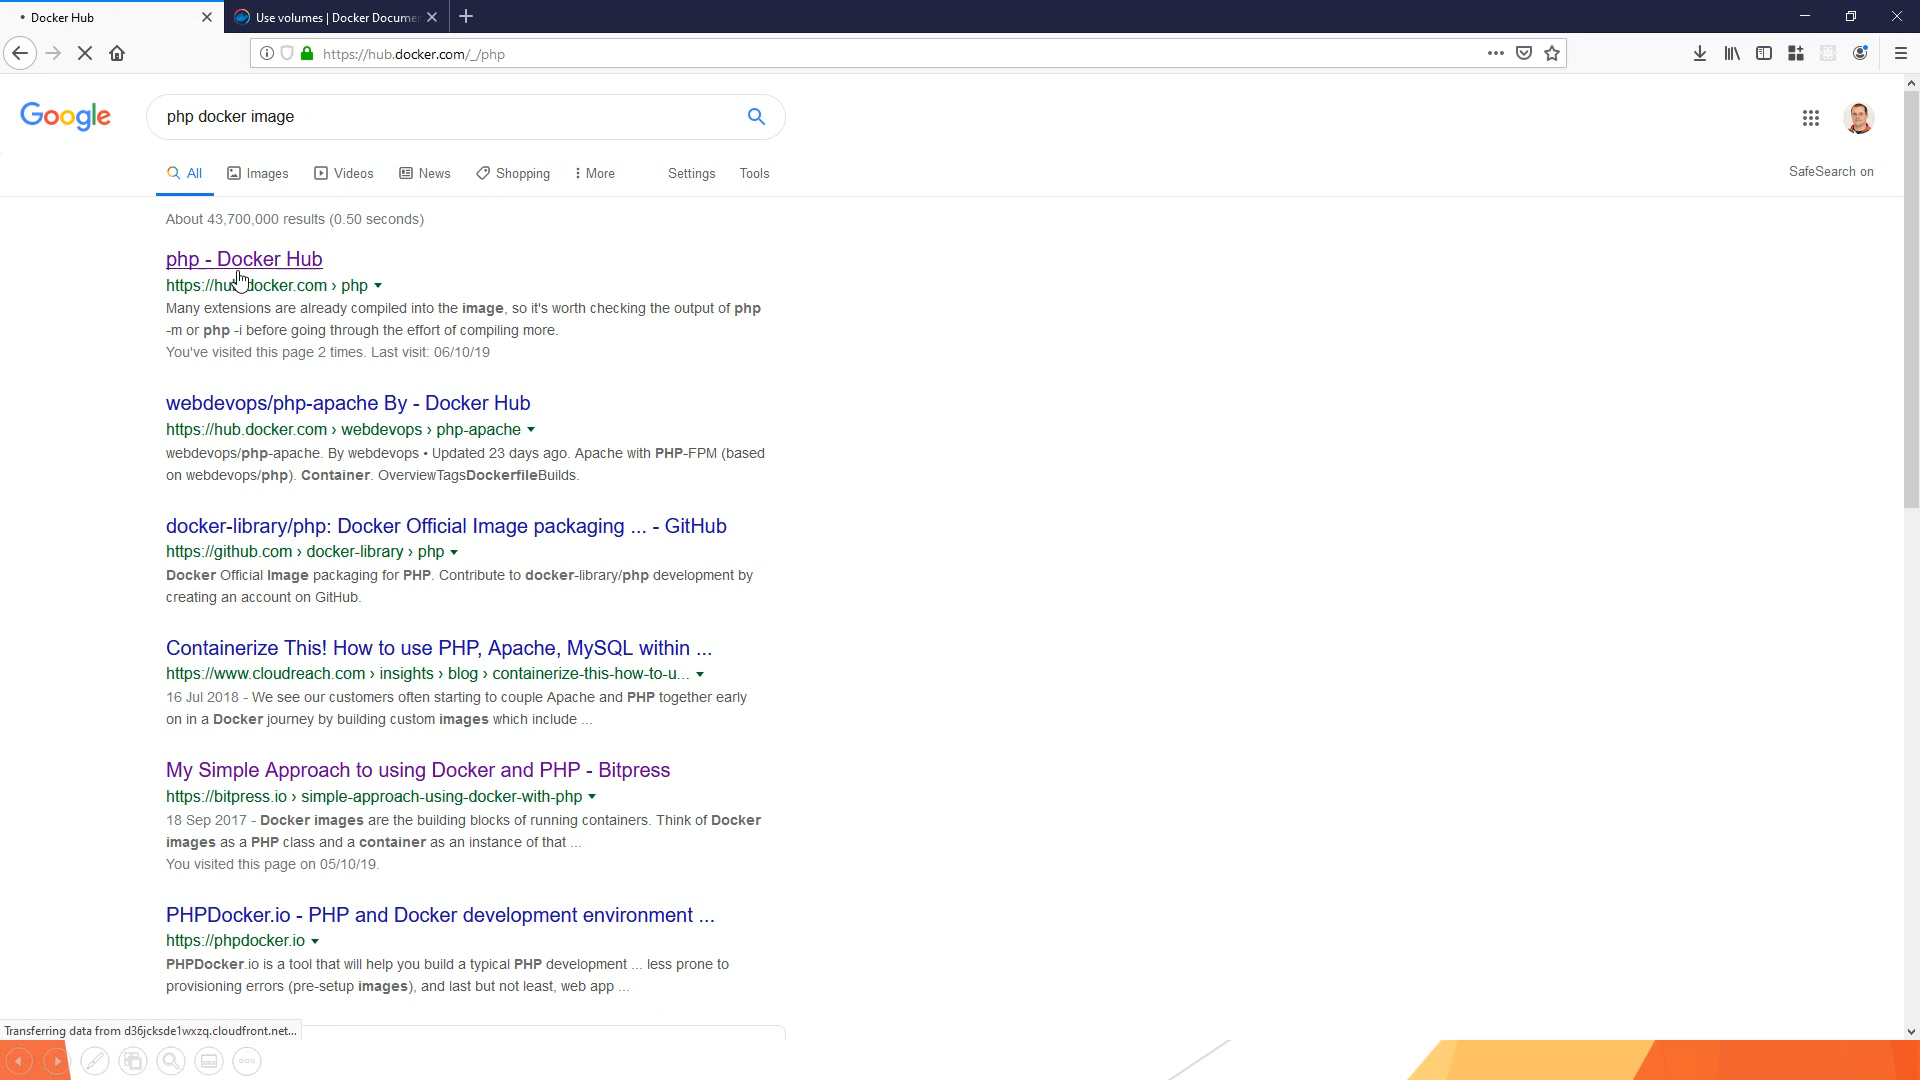 Docker Hub
Use volumes | Docker Docume
https://hub.docker.com/_/php
Google
php docker image
All
Images
Videos
News
Shopping
More
Settings
Tools
SafeSearch on
About 43,700,000 results (0.50 seconds)
php - Docker Hub
https://hub.docker.com › php
Many extensions are already compiled into the image, so it's worth checking the output of php
-m or php -i before going through the effort of compiling more.
You've visited this page 2 times. Last visit: 06/10/19
webdevops/php-apache By - Docker Hub
https://hub.docker.com › webdevops › php-apache
webdevops/php-apache. By webdevops • Updated 23 days ago. Apache with PHP-FPM (based
on webdevops/php). Container. OverviewTagsDockerfileBuilds.
docker-library/php: Docker Official Image packaging ... - GitHub
https://github.com › docker-library › php
Docker Official Image packaging for PHP. Contribute to docker-library/php development by
creating an account on GitHub.
Containerize This! How to use PHP, Apache, MySQL within ...
https://www.cloudreach.com › insights › blog › containerize-this-how-to-u...
16 Jul 2018 - We see our customers often starting to couple Apache and PHP together early
on in a Docker journey by building custom images which include ...
My Simple Approach to using Docker and PHP - Bitpress
https://bitpress.io › simple-approach-using-docker-with-php
18 Sep 2017 - Docker images are the building blocks of running containers. Think of Docker
images as a PHP class and a container as an instance of that ...
You visited this page on 05/10/19.
PHPDocker.io - PHP and Docker development environment ...
https://phpdocker.io
PHPDocker.io is a tool that will help you build a typical PHP development ... less prone to
provisioning errors (pre-setup images), and last but not least, web app ...
Transferring data from d36jcksde1wxzq.cloudfront.net...